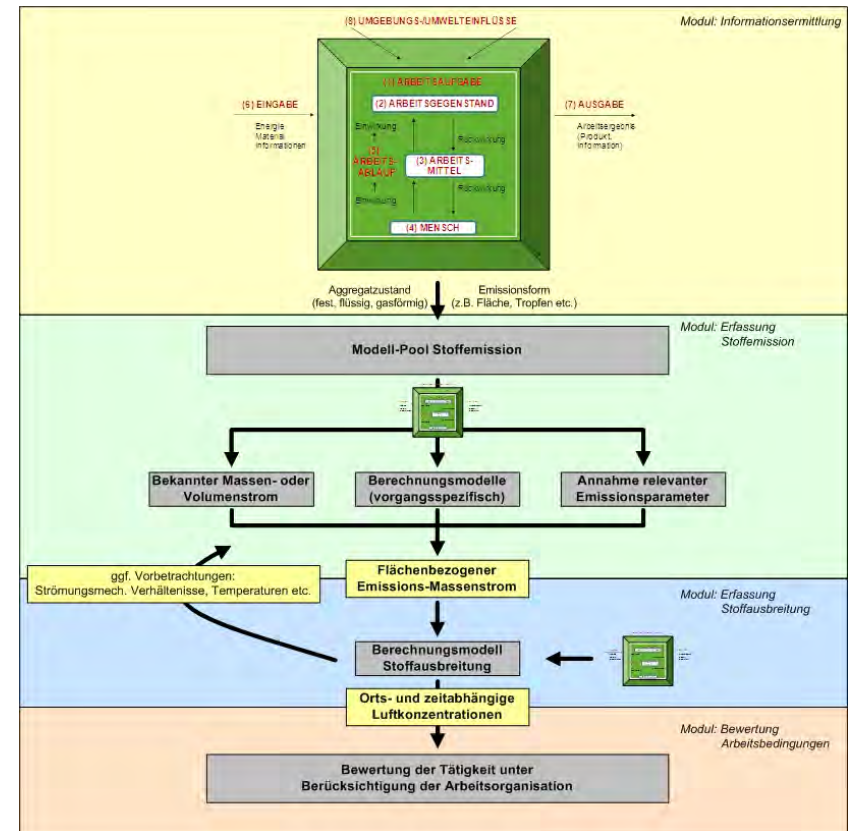 (8) UMGEBUNGS-/UMWELTEINFLÜSSE
Modul: Informationsermittlung
(1) ARBEITSAUFGABE
(2) ARBEITSGEGENSTAND
(6) EINGABE
Energie
Material
Informationen
(7) AUSGABE
Arbeitsergebnis
(Produkt,
Information)
Einwirkung
Rückwirkung
(5)
ARBEITS-
ABLAUF
(3) ARBEITS-
MITTEL
Einwirkung
Rückwirkung
(4) MENSCH
Aggregatzustand
(fest, flüssig, gasförmig)
Emissionsform
(z.B. Fläche, Tropfen etc.)
Modul: Erfassung
Stoffemission
Modell-Pool Stoffemission
Bekannter Massen- oder
Volumenstrom
Berechnungsmodelle
(vorgangsspezifisch)
Annahme relevanter
Emissionsparameter
ggf. Vorbetrachtungen:
Strömungsmech. Verhältnisse, Temperaturen etc.
Flächenbezogener
Emissions-Massenstrom
Modul: Erfassung
Stoffausbreitung
Berechnungsmodell
Stoffausbreitung
Orts- und zeitabhängige
Luftkonzentrationen
Modul: Bewertung
Arbeitsbedingungen
Bewertung der Tätigkeit unter
Berücksichtigung der Arbeitsorganisation